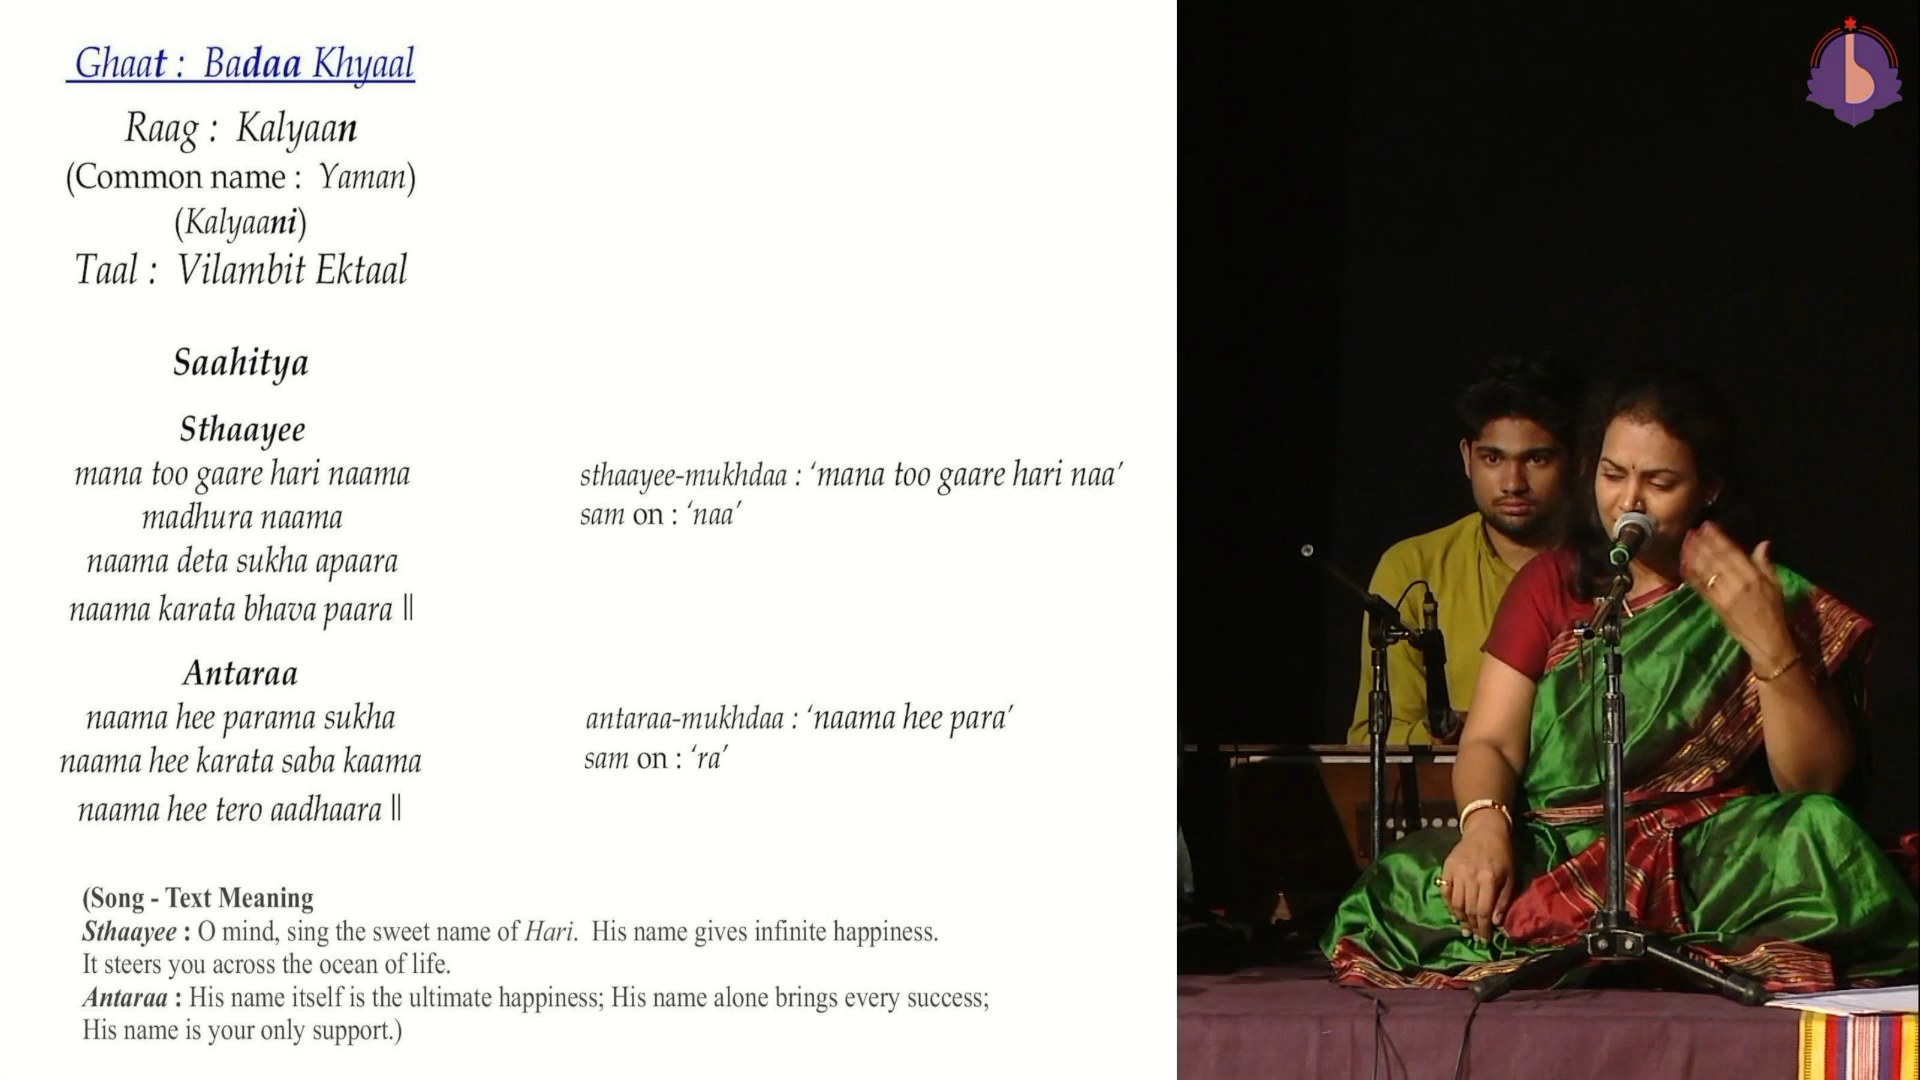 Ghaat : Badaa Khyaal
Raag : Kalyaan
(Common name : Yaman)
(Kalyaani)
Taal : Vilambit Ektaal
Saahitya
Sthaayee
mana too gaare hari naama
madhura naama
naama deta sukha apaara
naama karata bhava paara ||
sthaayee-mukhdaa : ‘mana too gaare hari naa’
sam on : ‘naa’
Antaraa
naama hee parama sukha
naama hee karata saba kaama
naama hee tero aadhaara ||
antaraa-mukhdaa : ‘naama hee para’
sam on : ‘ra’
(Song - Text Meaning
Sthaayee : O mind, sing the sweet name of Hari. His name gives infinite happiness.
It steers you across the ocean of life.
Antaraa : His name itself is the ultimate happiness; His name alone brings every success;
His name is your only support.)